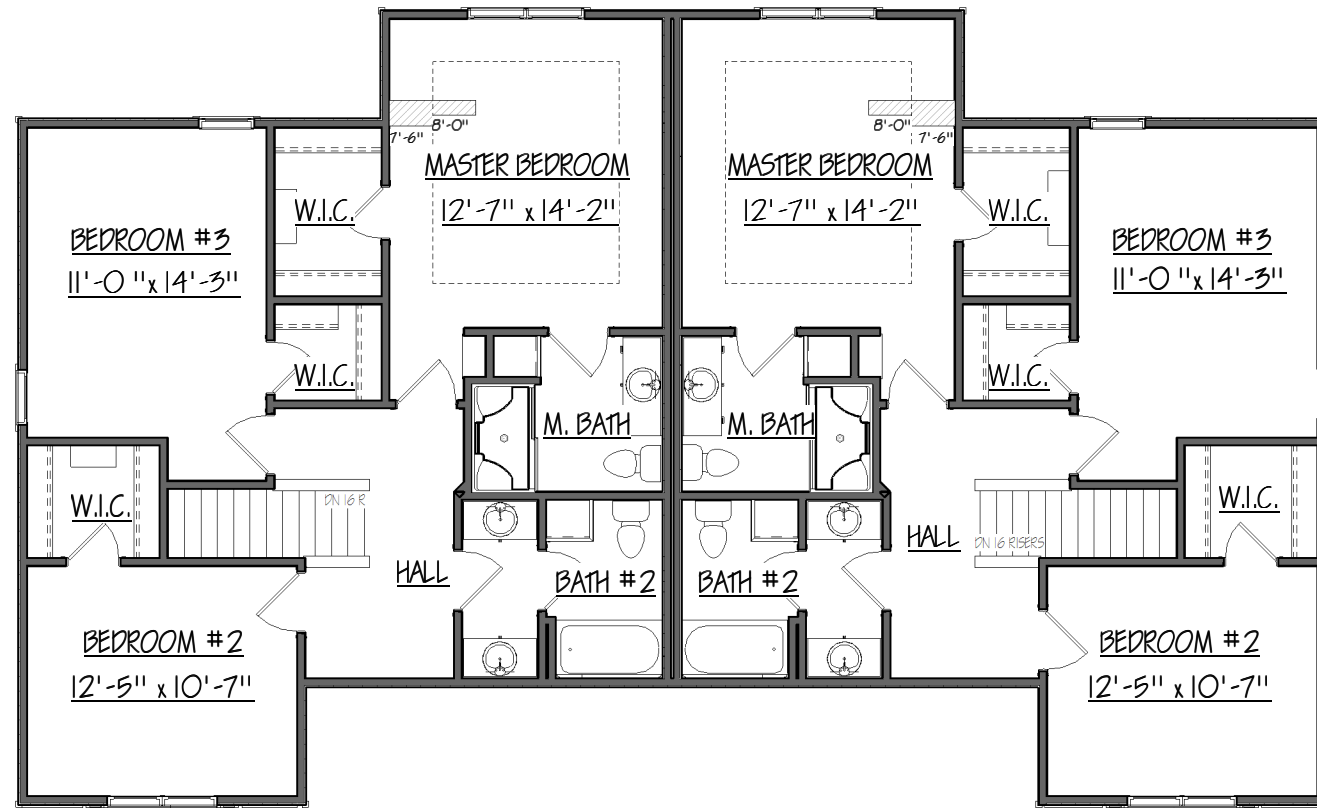 8'-0"
7'-6"
8'-0"
7'-6"
MASTER BEDROOM
12'-7" x 14'-2"
MASTER BEDROOM
12'-7" x 14'-2"
W.I.C.
W.I.C.
BEDROOM #3
11'-0 "x 14'-3"
BEDROOM #3
11'-0 "x 14'-3"
W.I.C.
W.I.C.
M. BATH
M. BATH
W.I.C.
DN 16 R
W.I.C.
HALL
DN 16 RISERS
HALL
BATH #2
BATH #2
BEDROOM #2
12'-5" x 10'-7"
BEDROOM #2
12'-5" x 10'-7"